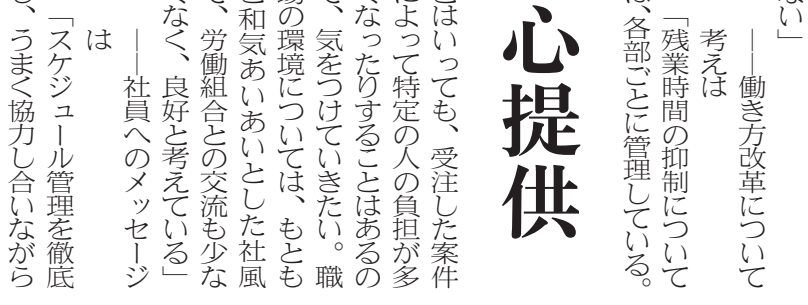 ない」
――働き方改革について
考えは
「残業時間の抑制について
は、各部ごとに管理している。
心提供
とはいっても、受注した案件
によって特定の人の負担が多
くなったりすることはあるの
で、気をつけていきたい。職
場の環境については、もとも
と和気あいあいとした社風
で、労働組合との交流も少な
くなく、良好と考えている」
――社員へのメッセージ
は
「スケジュール管理を徹底
し、うまく協力し合いながら